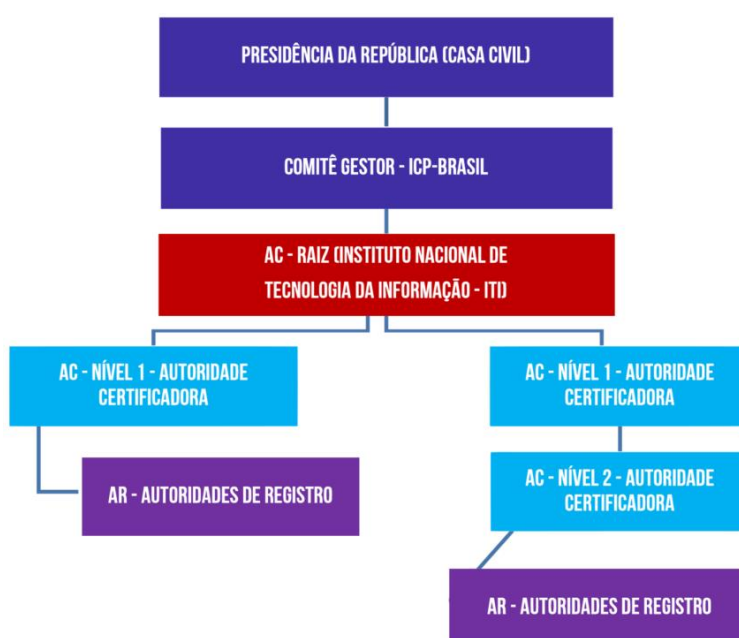 PRESIDÊNCIA DA REPÚBLICA (CASA CIVIL)
COMITÊ GESTOR - ICP-BRASIL
AC - RAIZ (INSTITUTO NACIONAL DE
TECNOLOGIA DA INFORMAÇÃO - ITI)
AC - NÍVEL 1 - AUTORIDADE
CERTIFICADORA
AC - NÍVEL 1 - AUTORIDADE
CERTIFICADORA
AR - AUTORIDADES DE REGISTRO
AC - NÍVEL 2 - AUTORIDADE
CERTIFICADORA
AR - AUTORIDADES DE REGISTRO